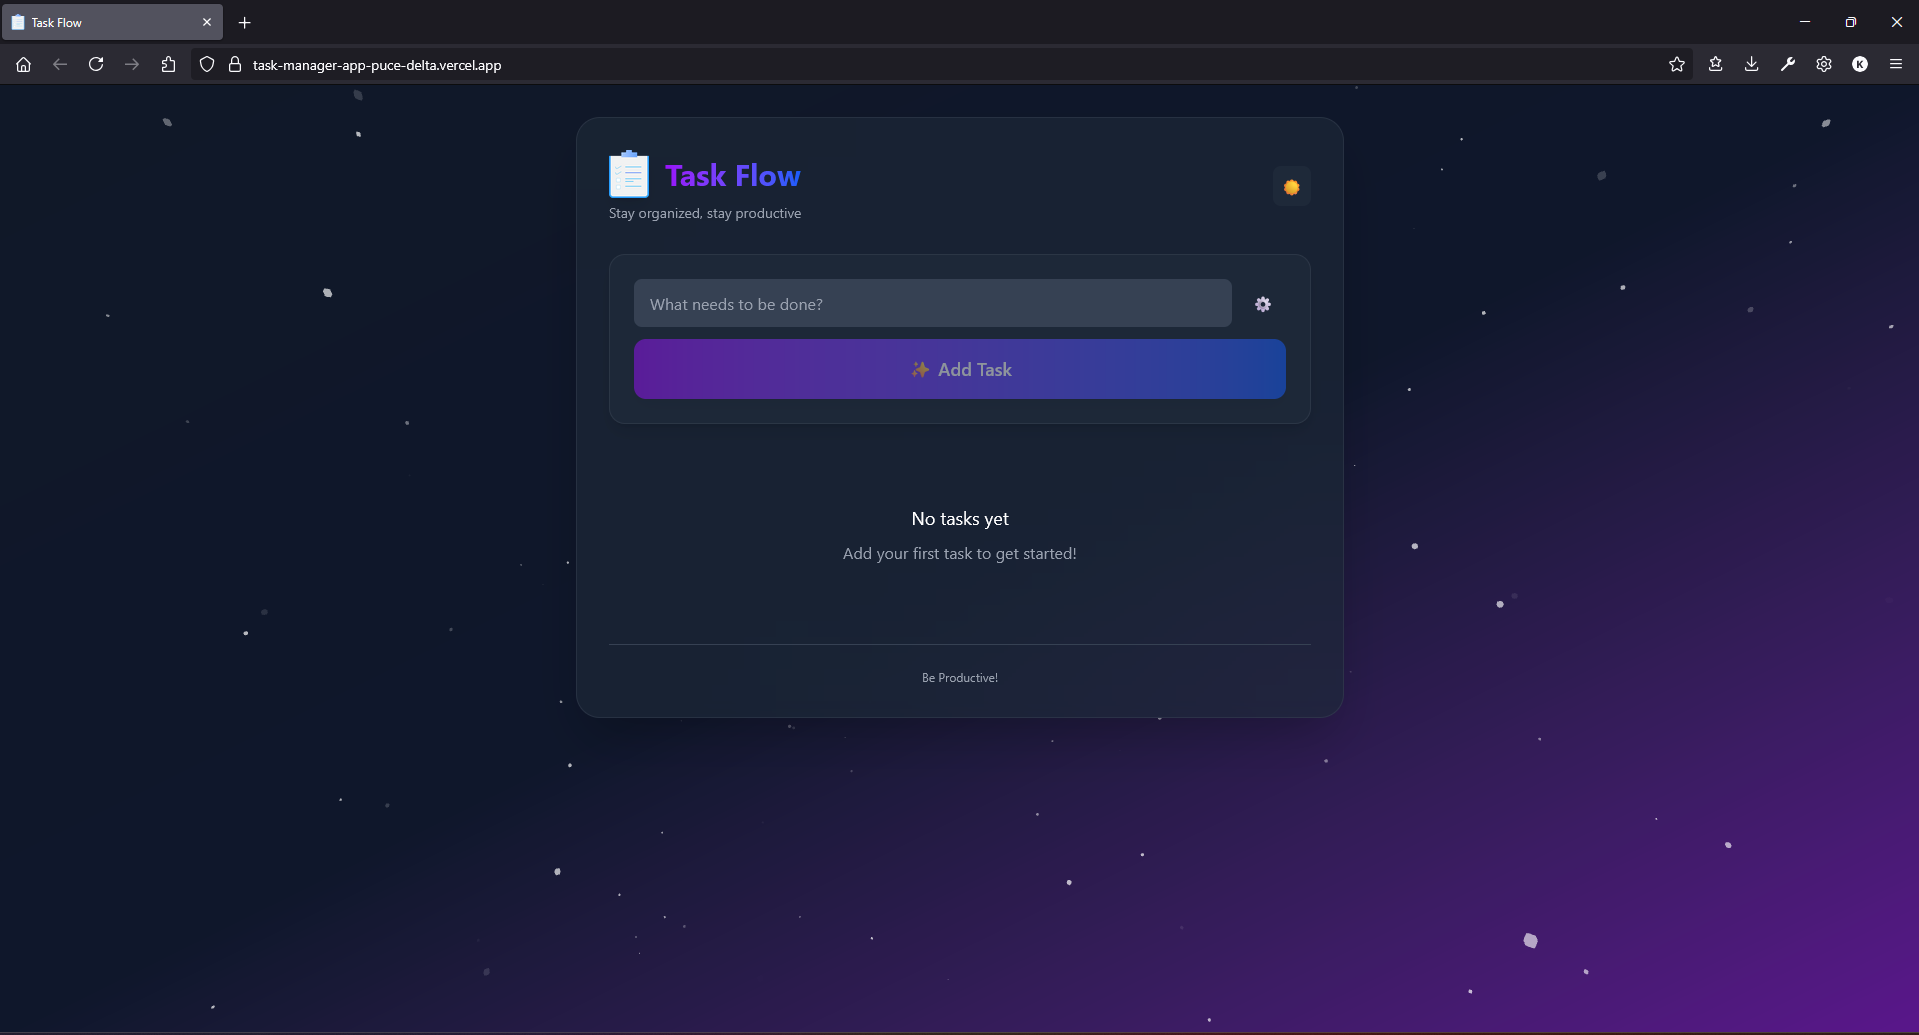 Task Flow
task-manager-app-puce-delta.vercel.app
K
Task Flow
Stay organized, stay productive
What needs to be done?
✨ Add Task
No tasks yet
Add your first task to get started!
Be Productive!